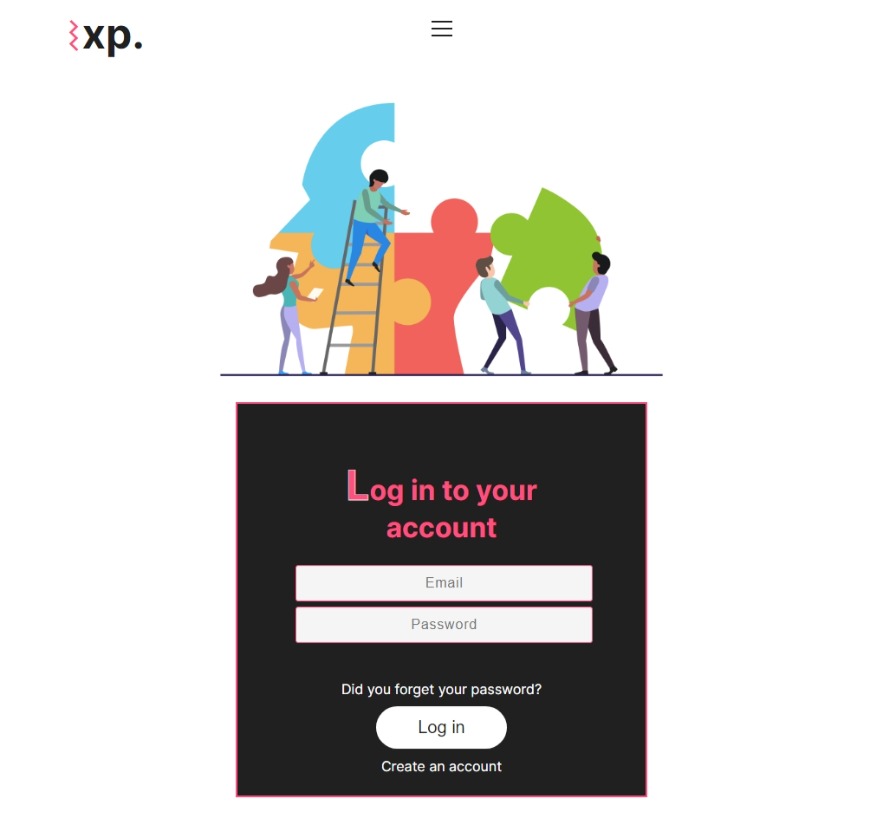 xp.
Log in to your
account
Email
Password
Did you forget your password?
Log in
Create an account